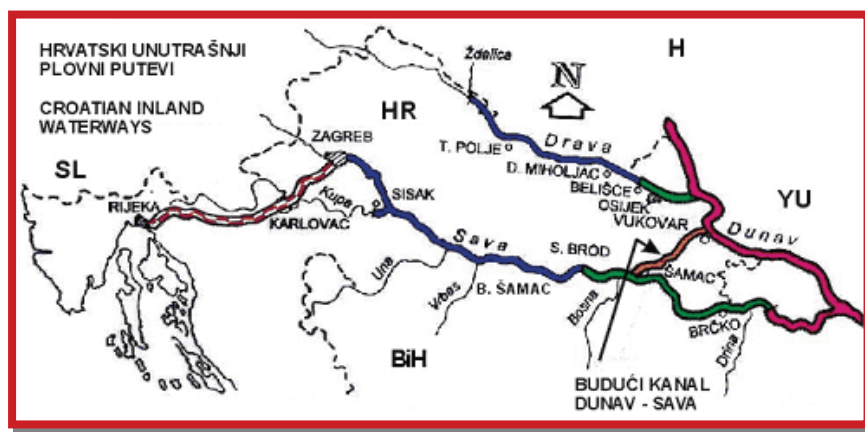 HRVATSKI UNUTRAŠNJI
PLOVNI PUTEVI
CROATIAN INLAND
WATERWAYS
SL
HR
H
N
YU
BiH
Ždelica
ZAGREB
Drava
T. POLJE
D. MIHOLJAC
BELIŠĆE
OSIJEK
VUKOVAR
Dunav
RIJEKA
KARLOVAC
Kupa
SISAK
Sava
S. BROD
ŠAMAC
Una
Vrbas
B. ŠAMAC
Bosna
BRČKO
Drina
BUDUĆI KANAL
DUNAV - SAVA